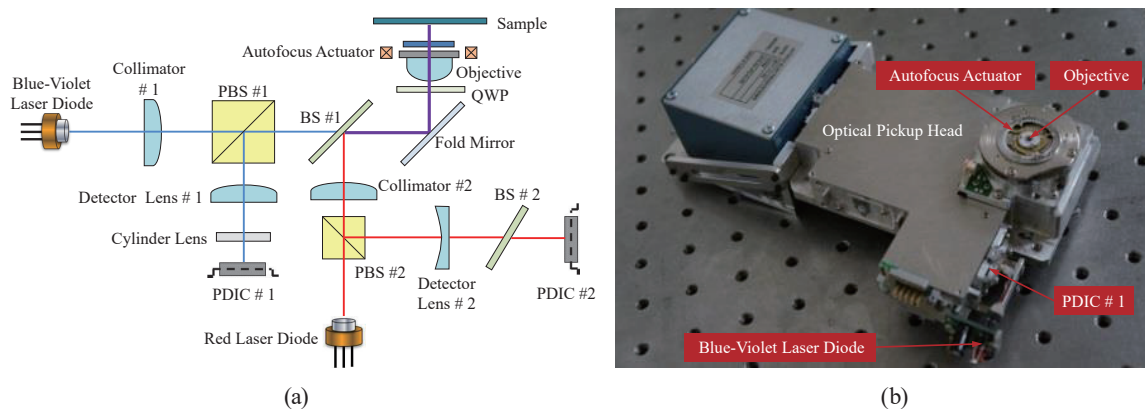 Sample
Autofocus Actuator
Objective
QWP
Fold Mirror
Collimator
# 1
Blue-Violet
Laser Diode
PBS #1
BS #1
Detector Lens # 1
Collimator #2
BS # 2
Cylinder Lens
PBS #2
Detector
Lens # 2
PDIC #2
PDIC # 1
Red Laser Diode
(a)
Autofocus Actuator
Objective
Optical Pickup Head
PDIC # 1
Blue-Violet Laser Diode
(b)